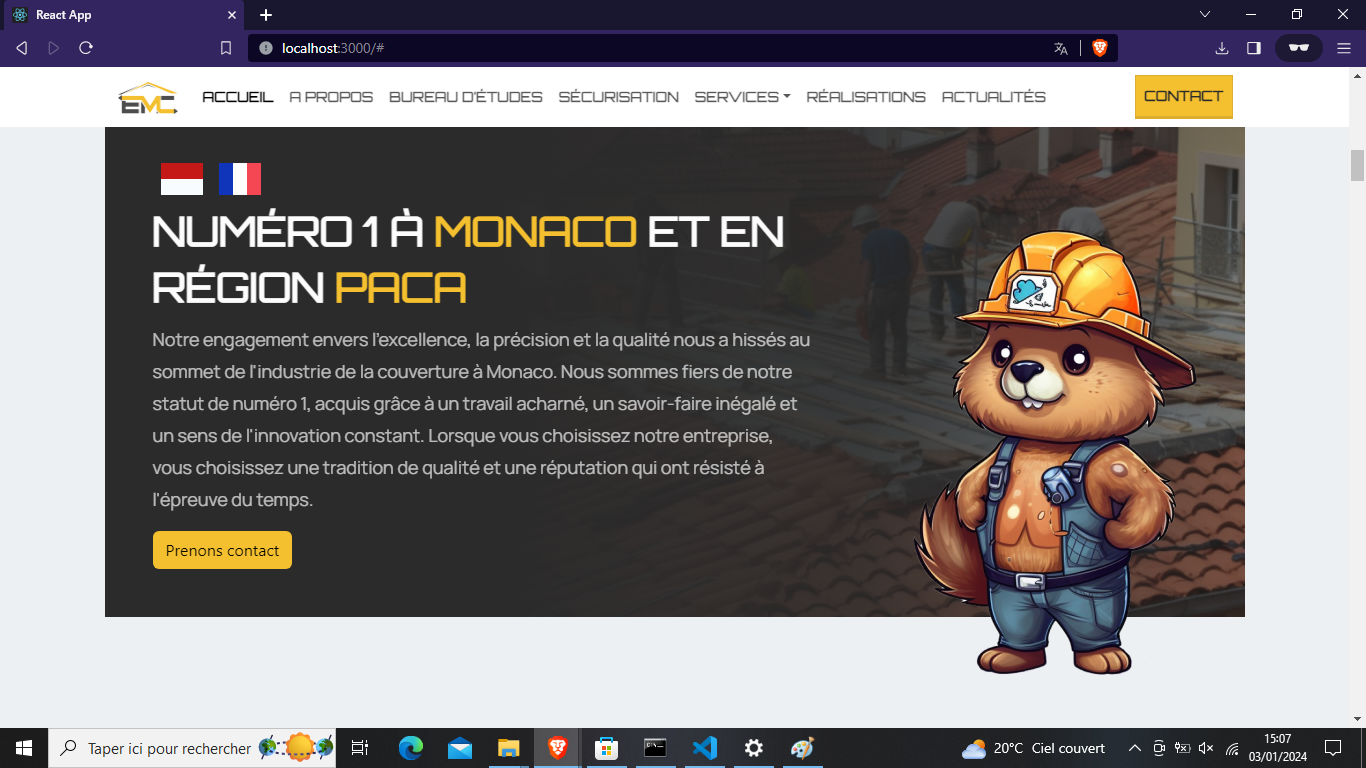 React App
localhost:3000/#
EMC
ACCUEIL A PROPOS BUREAU D'ÉTUDES SÉCURISATION SERVICES RÉALISATIONS ACTUALITÉS CONTACT
NUMÉRO 1 À MONACO ET EN
RÉGION PACA
Notre engagement envers l'excellence, la précision et la qualité nous a hissés au
sommet de l'industrie de la couverture à Monaco. Nous sommes fiers de notre
statut de numéro 1, acquis grâce à un travail acharné, un savoir-faire inégalé et
un sens de l'innovation constant. Lorsque vous choisissez notre entreprise,
vous choisissez une tradition de qualité et une réputation qui ont résisté à
l'épreuve du temps.
Prenons contact
Taper ici pour rechercher
20°C Ciel couvert
15:07
03/01/2024